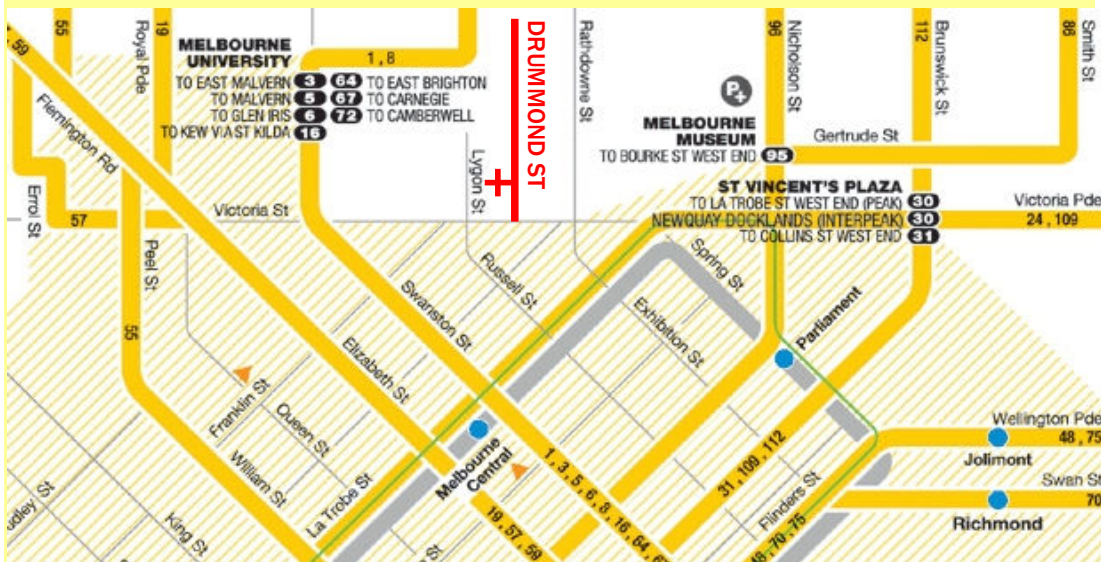 55
, 59
19
Royal Pde
MELBOURNE
UNIVERSITY
1,8
TO EAST MALVERN 3 64 TO EAST BRIGHTON
TO MALVERN 5 67 TO CARNEGIE
TO GLEN IRIS 6 72 TO CAMBERWELL
TO KEW VIA ST KILDA 16
DRUMMOND ST
Lygon St
Rathdowne St
96
Nicholson St
112
Brunswick St
86
Smith St
P+
MELBOURNE
MUSEUM
TO BOURKE ST WEST END 95
Gertrude St
ST VINCENT'S PLAZA
TO LA TROBE ST WEST END (PEAK) 30
NEWQUAY DOCKLANDS (INTERPEAK) 30
TO COLLINS ST WEST END 31
Victoria Pde
24 , 109
Flemington Rd
Errol St
57
Victoria St
Peel St
55
Russell St
Spring St
Swanston St
Exhibition St
Parliament
Elizabeth St
Franklin St
Queen St
William St
La Trobe St
King St
Melbourne
Central
1 , 3 , 5 , 6 , 8 , 16 , 64 , 6
19 , 57 , 59
31 , 109 , 112
Flinders St
48 , 70 , 75
Wellington Pde
48 , 75
Jolimont
Swan St
70
Richmond
udley St